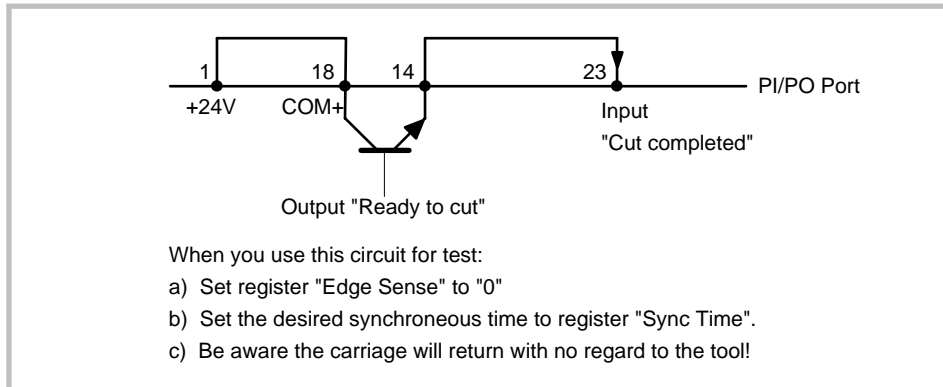 1 18 14 23
PI/PO Port
+24V COM+ Input
"Cut completed"
Output "Ready to cut"
When you use this circuit for test:
a) Set register "Edge Sense" to "0"
b) Set the desired synchroneous time to register "Sync Time".
c) Be aware the carriage will return with no regard to the tool!